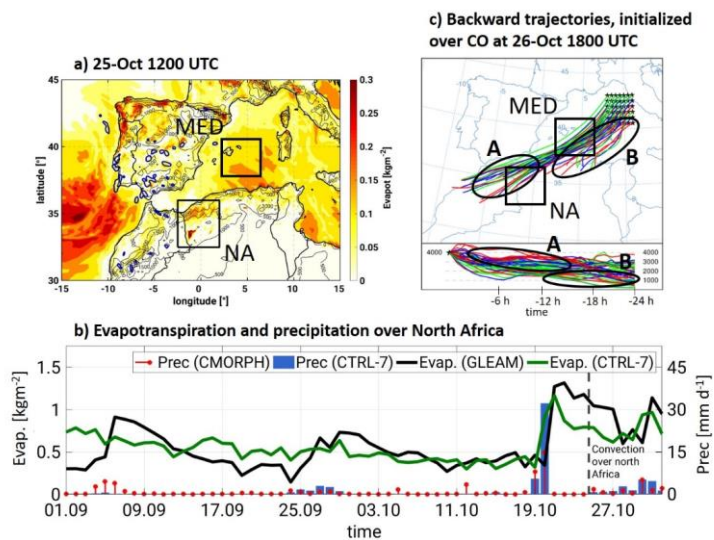 c) Backward trajectories, initialized
over CO at 26-Oct 1800 UTC
a) 25-Oct 1200 UTC
MED
NA
45
40
35
30
latitude [°]
-15 -10 -5 0 5 10 15
longitude [°]
0.3
0.25
0.2
0.15
0.1
0.05
0
Evapot [kgm⁻²]
MED
A
B
NA
A
B
4000
4000
3000
2000
1000
-6 h -12 h -18 h -24 h
time
b) Evapotranspiration and precipitation over North Africa
Prec (CMORPH) Prec (CTRL-7) Evap. (GLEAM) Evap. (CTRL-7)
Evap. [kgm⁻²]
1.5
1
0.5
0
45
30
15
0
Prec [mm d⁻¹]
Convection
over north
Africa
01.09 09.09 17.09 25.09 03.10 11.10 19.10 27.10
time